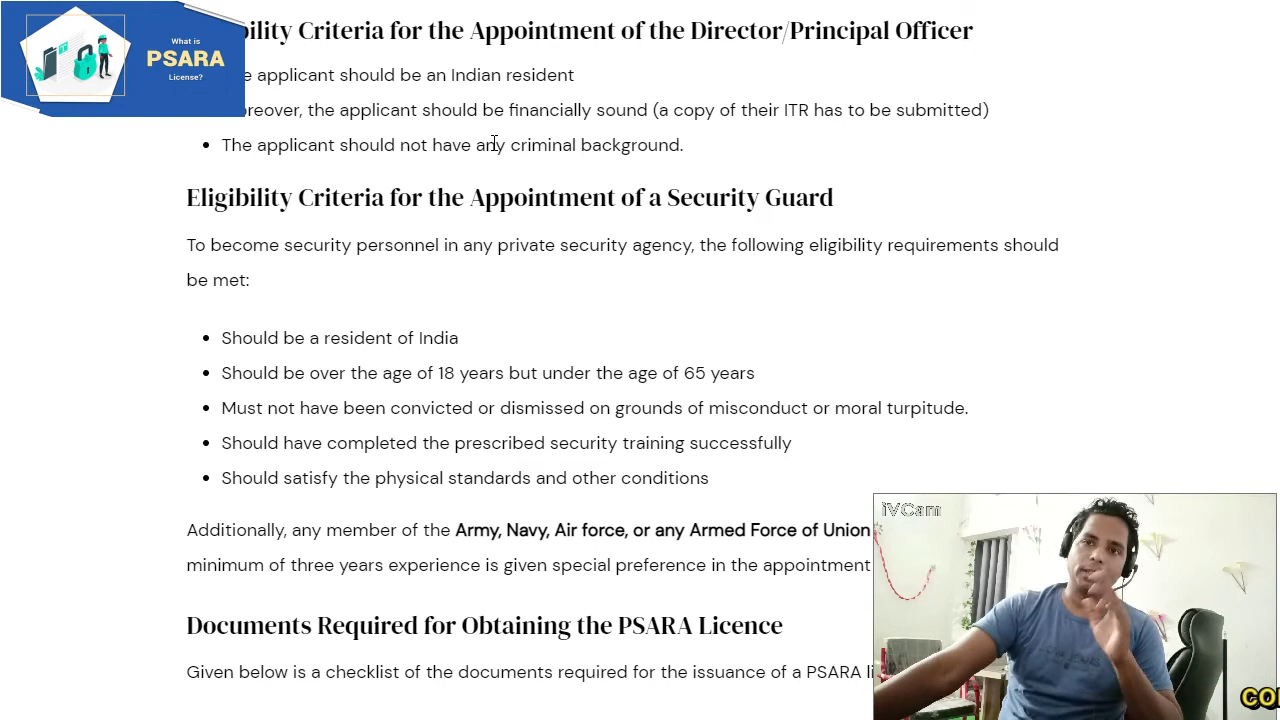 What is
PSARA
License?
Criteria for the Appointment of the Director/Principal Officer
applicant should be an Indian resident
the applicant should be financially sound (a copy of their ITR has to be submitted)
• The applicant should not have any criminal background.
Eligibility Criteria for the Appointment of a Security Guard
To become security personnel in any private security agency, the following eligibility requirements should
be met:
• Should be a resident of India
• Should be over the age of 18 years but under the age of 65 years
• Must not have been convicted or dismissed on grounds of misconduct or moral turpitude.
• Should have completed the prescribed security training successfully
• Should satisfy the physical standards and other conditions
Additionally, any member of the Army, Navy, Air force, or any Armed Force of Union
minimum of three years experience is given special preference in the appointment
iVCam
Documents Required for Obtaining the PSARA Licence
Given below is a checklist of the documents required for the issuance of a PSARA